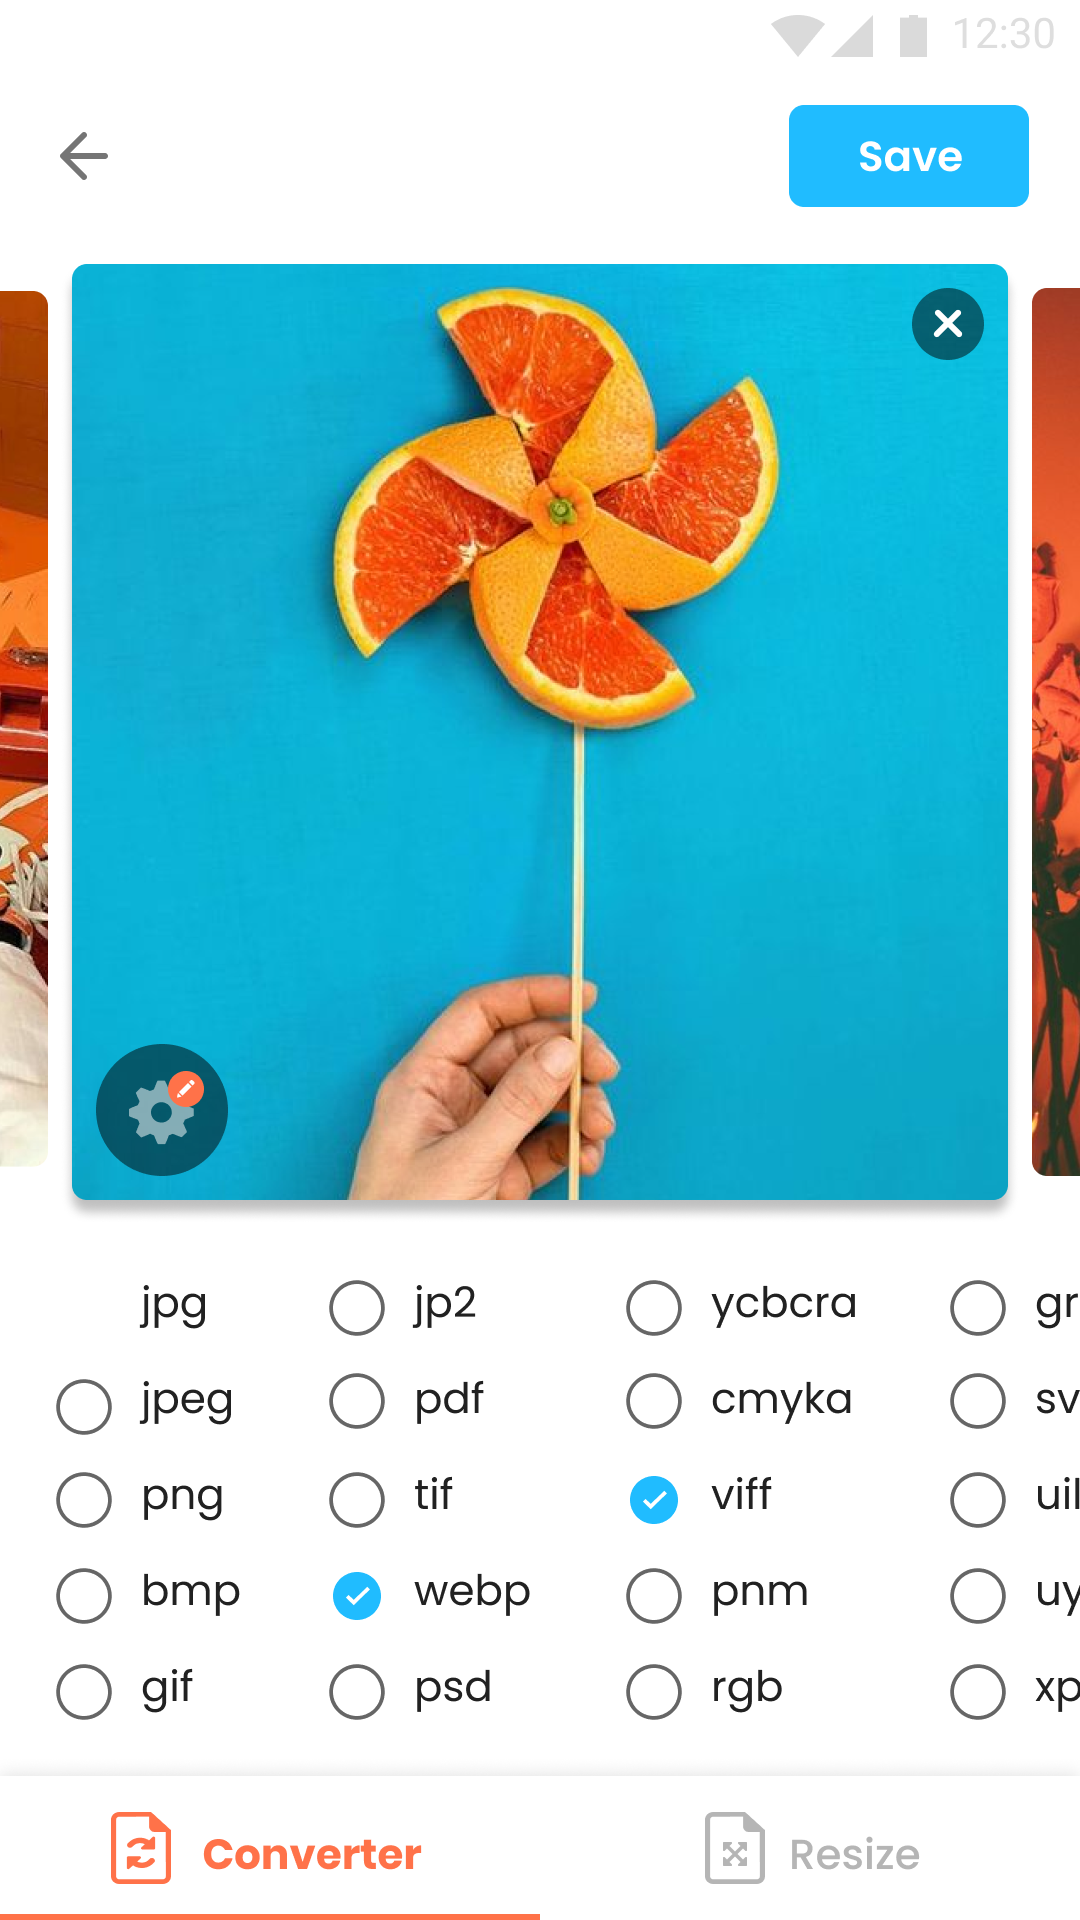 12:30
Save
jpg jp2 ycbcra gr
jpeg pdf cmyka sv
png tif viff uil
bmp webp pnm uy
gif psd rgb xp
Converter Resize